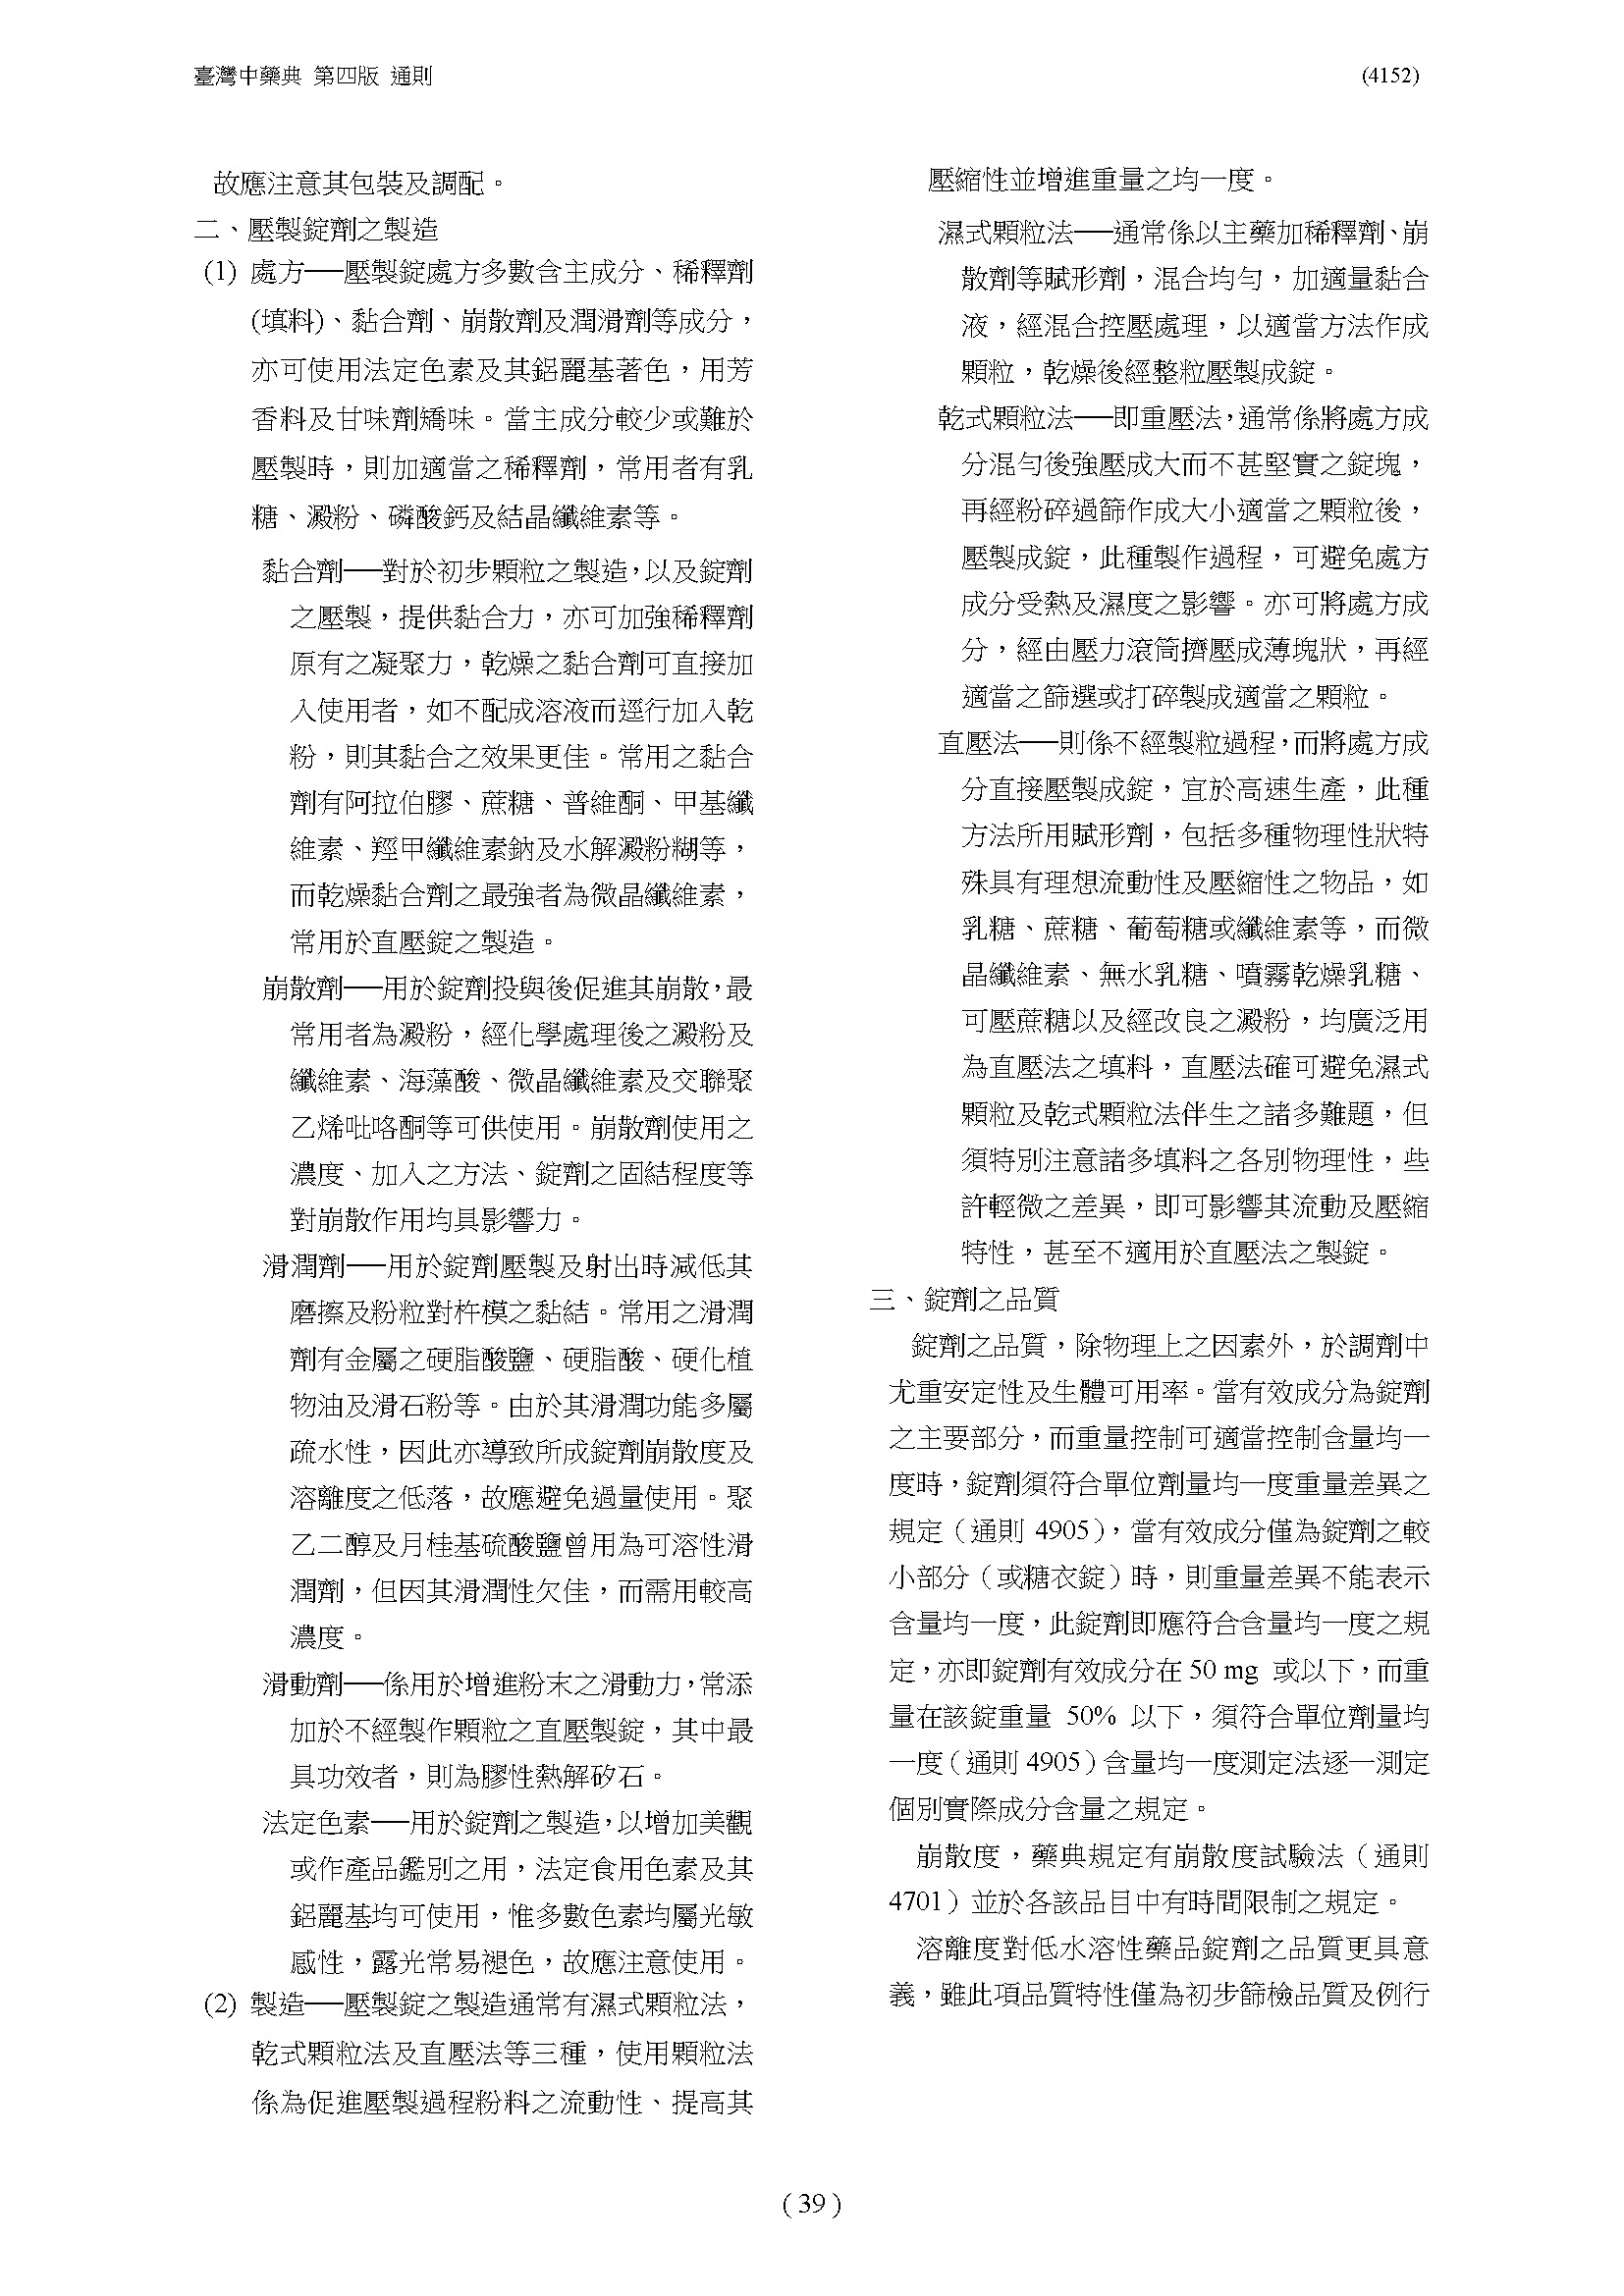 臺灣中藥典 第四版 通則
(4152)
故應注意其包裝及調配。
二、壓製錠劑之製造
(1) 處方──壓製錠處方多數含主成分、稀釋劑
(填料)、黏合劑、崩散劑及潤滑劑等成分，
亦可使用法定色素及其鋁麗基著色，用芳
香料及甘味劑矯味。當主成分較少或難於
壓製時，則加適當之稀釋劑，常用者有乳
糖、澱粉、磷酸鈣及結晶纖維素等。
黏合劑──對於初步顆粒之製造，以及錠劑
之壓製，提供黏合力，亦可加強稀釋劑
原有之凝聚力，乾燥之黏合劑可直接加
入使用者，如不配成溶液而逕行加入乾
粉，則其黏合之效果更佳。常用之黏合
劑有阿拉伯膠、蔗糖、普維酮、甲基纖
維素、羥甲纖維素鈉及水解澱粉糊等，
而乾燥黏合劑之最強者為微晶纖維素，
常用於直壓錠之製造。
崩散劑──用於錠劑投與後促進其崩散，最
常用者為澱粉，經化學處理後之澱粉及
纖維素、海藻酸、微晶纖維素及交聯聚
乙烯吡咯酮等可供使用。崩散劑使用之
濃度、加入之方法、錠劑之固結程度等
對崩散作用均具影響力。
滑潤劑──用於錠劑壓製及射出時減低其
磨擦及粉粒對杵模之黏結。常用之滑潤
劑有金屬之硬脂酸鹽、硬脂酸、硬化植
物油及滑石粉等。由於其滑潤功能多屬
疏水性，因此亦導致所成錠劑崩散度及
溶離度之低落，故應避免過量使用。聚
乙二醇及月桂基硫酸鹽曾用為可溶性滑
潤劑，但因其滑潤性欠佳，而需用較高
濃度。
滑動劑──係用於增進粉末之滑動力，常添
加於不經製作顆粒之直壓製錠，其中最
具功效者，則為膠性熱解矽石。
法定色素──用於錠劑之製造，以增加美觀
或作產品鑑別之用，法定食用色素及其
鋁麗基均可使用，惟多數色素均屬光敏
感性，露光常易褪色，故應注意使用。
(2) 製造──壓製錠之製造通常有濕式顆粒法，
乾式顆粒法及直壓法等三種，使用顆粒法
係為促進壓製過程粉料之流動性、提高其
壓縮性並增進重量之均一度。
濕式顆粒法──通常係以主藥加稀釋劑、崩
散劑等賦形劑，混合均勻，加適量黏合
液，經混合控壓處理，以適當方法作成
顆粒，乾燥後經整粒壓製成錠。
乾式顆粒法──即重壓法，通常係將處方成
分混勻後強壓成大而不甚堅實之錠塊，
再經粉碎過篩作成大小適當之顆粒後，
壓製成錠，此種製作過程，可避免處方
成分受熱及濕度之影響。亦可將處方成
分，經由壓力滾筒擠壓成薄塊狀，再經
適當之篩選或打碎製成適當之顆粒。
直壓法──則係不經製粒過程，而將處方成
分直接壓製成錠，宜於高速生產，此種
方法所用賦形劑，包括多種物理性狀特
殊具有理想流動性及壓縮性之物品，如
乳糖、蔗糖、葡萄糖或纖維素等，而微
晶纖維素、無水乳糖、噴霧乾燥乳糖、
可壓蔗糖以及經改良之澱粉，均廣泛用
為直壓法之填料，直壓法確可避免濕式
顆粒及乾式顆粒法伴生之諸多難題，但
須特別注意諸多填料之各別物理性，些
許輕微之差異，即可影響其流動及壓縮
特性，甚至不適用於直壓法之製錠。
三、錠劑之品質
錠劑之品質，除物理上之因素外，於調劑中
尤重安定性及生體可用率。當有效成分為錠劑
之主要部分，而重量控制可適當控制含量均一
度時，錠劑須符合單位劑量均一度重量差異之
規定（通則 4905），當有效成分僅為錠劑之較
小部分（或糖衣錠）時，則重量差異不能表示
含量均一度，此錠劑即應符合含量均一度之規
定，亦即錠劑有效成分在 50 mg 或以下，而重
量在該錠重量 50% 以下，須符合單位劑量均
一度（通則 4905）含量均一度測定法逐一測定
個別實際成分含量之規定。
崩散度，藥典規定有崩散度試驗法（通則
4701）並於各該品目中有時間限制之規定。
溶離度對低水溶性藥品錠劑之品質更具意
義，雖此項品質特性僅為初步篩檢品質及例行
( 39 )